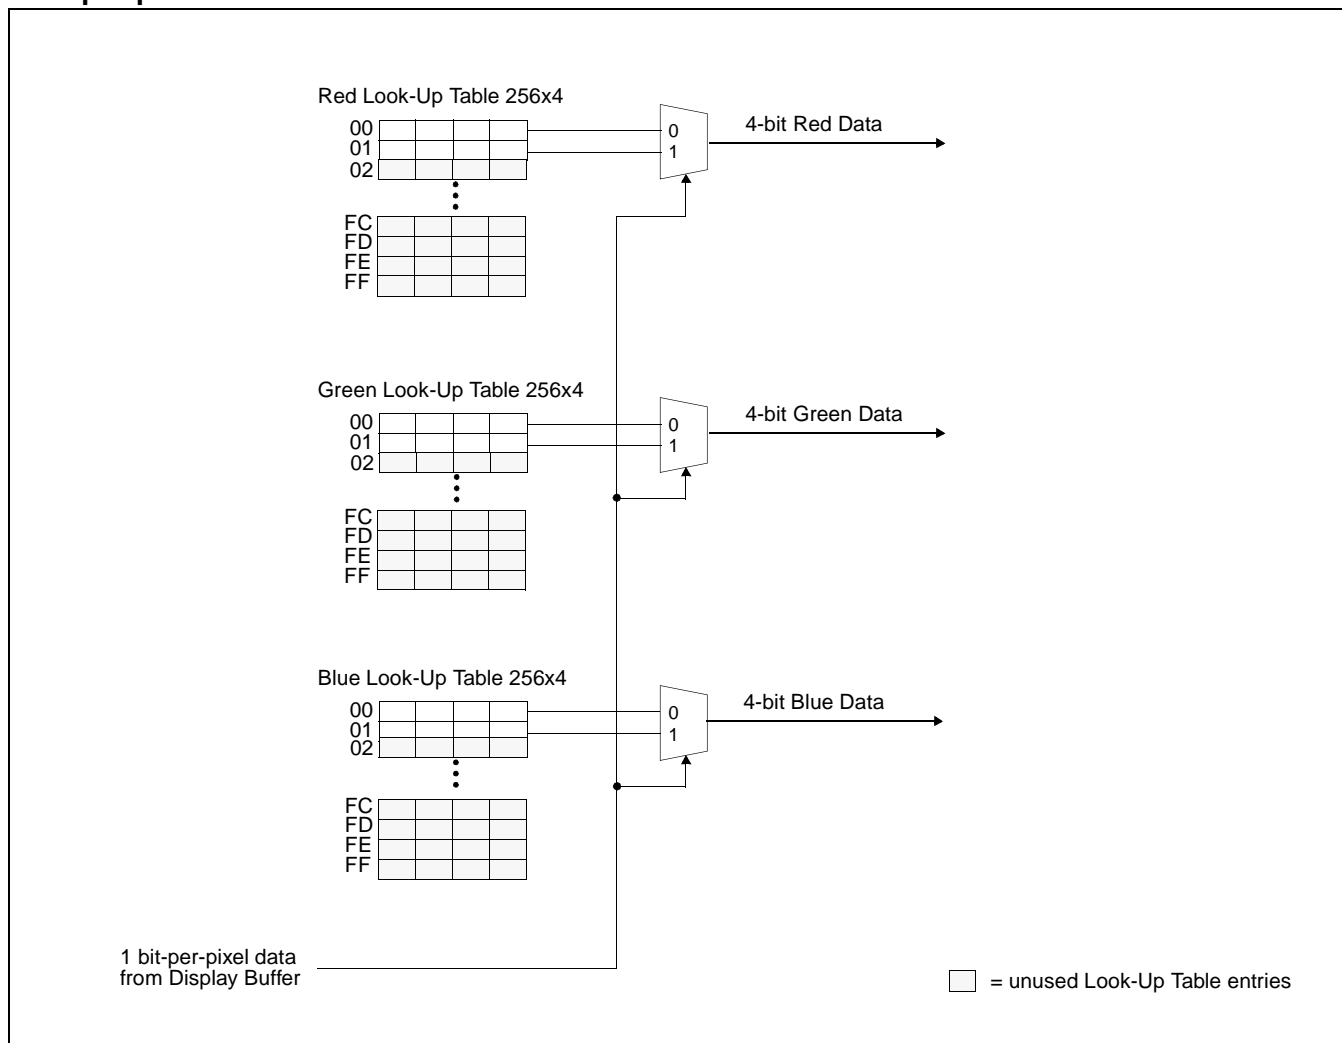 Red Look-Up Table 256x4
00
01
02
FC
FD
FE
FF
0
1
4-bit Red Data
Green Look-Up Table 256x4
00
01
02
FC
FD
FE
FF
0
1
4-bit Green Data
Blue Look-Up Table 256x4
00
01
02
FC
FD
FE
FF
0
1
4-bit Blue Data
1 bit-per-pixel data
from Display Buffer
= unused Look-Up Table entries